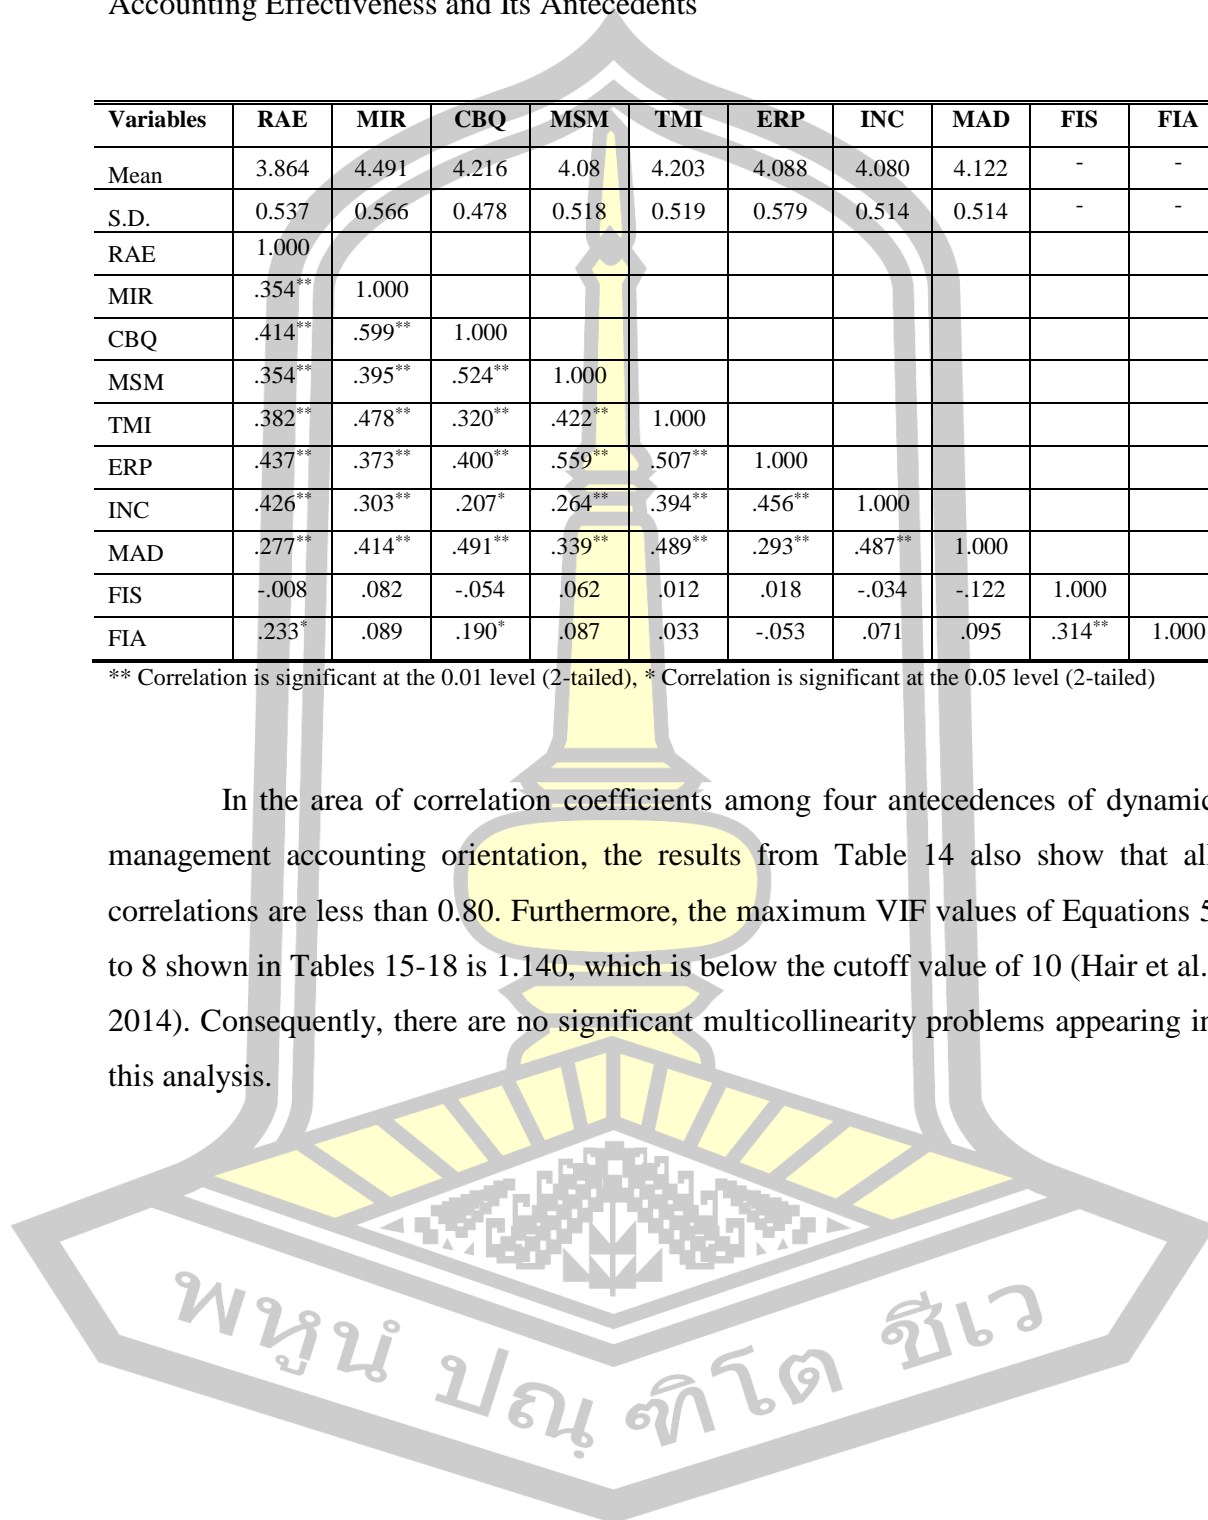 Accounting Effectiveness and Its Antecedents
Variables RAE MIR CBQ MSM TMI ERP INC MAD FIS FIA
Mean 3.864 4.491 4.216 4.08 4.203 4.088 4.080 4.122 - -
S.D. 0.537 0.566 0.478 0.518 0.519 0.579 0.514 0.514 - -
RAE 1.000
MIR .354** 1.000
CBQ .414** .599** 1.000
MSM .354** .395** .524** 1.000
TMI .382** .478** .320** .422** 1.000
ERP .437** .373** .400** .559** .507** 1.000
INC .426** .303** .207* .264** .394** .456** 1.000
MAD .277** .414** .491** .339** .489** .293** .487** 1.000
FIS -.008 .082 -.054 .062 .012 .018 -.034 -.122 1.000
FIA .233* .089 .190* .087 .033 -.053 .071 .095 .314** 1.000
** Correlation is significant at the 0.01 level (2-tailed), * Correlation is significant at the 0.05 level (2-tailed)
In the area of correlation coefficients among four antecedences of dynamic
management accounting orientation, the results from Table 14 also show that all
correlations are less than 0.80. Furthermore, the maximum VIF values of Equations 5
to 8 shown in Tables 15-18 is 1.140, which is below the cutoff value of 10 (Hair et al.
2014). Consequently, there are no significant multicollinearity problems appearing in
this analysis.
พหูนํ ปณฺฑิโต ชีเว